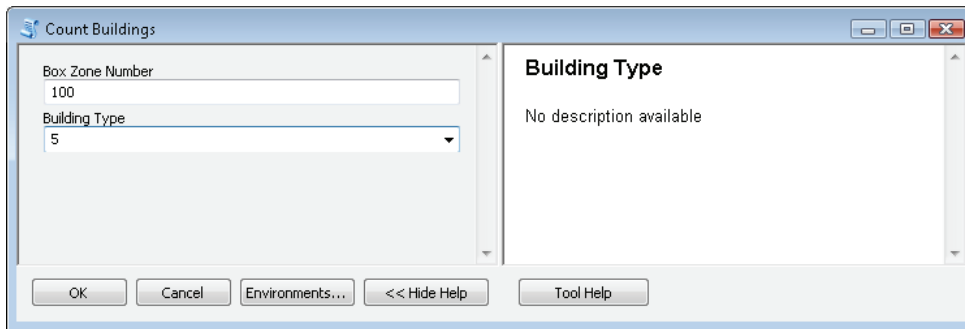 Count Buildings
Box Zone Number
100
Building Type
5
Building Type
No description available
OK
Cancel
Environments...
<< Hide Help
Tool Help